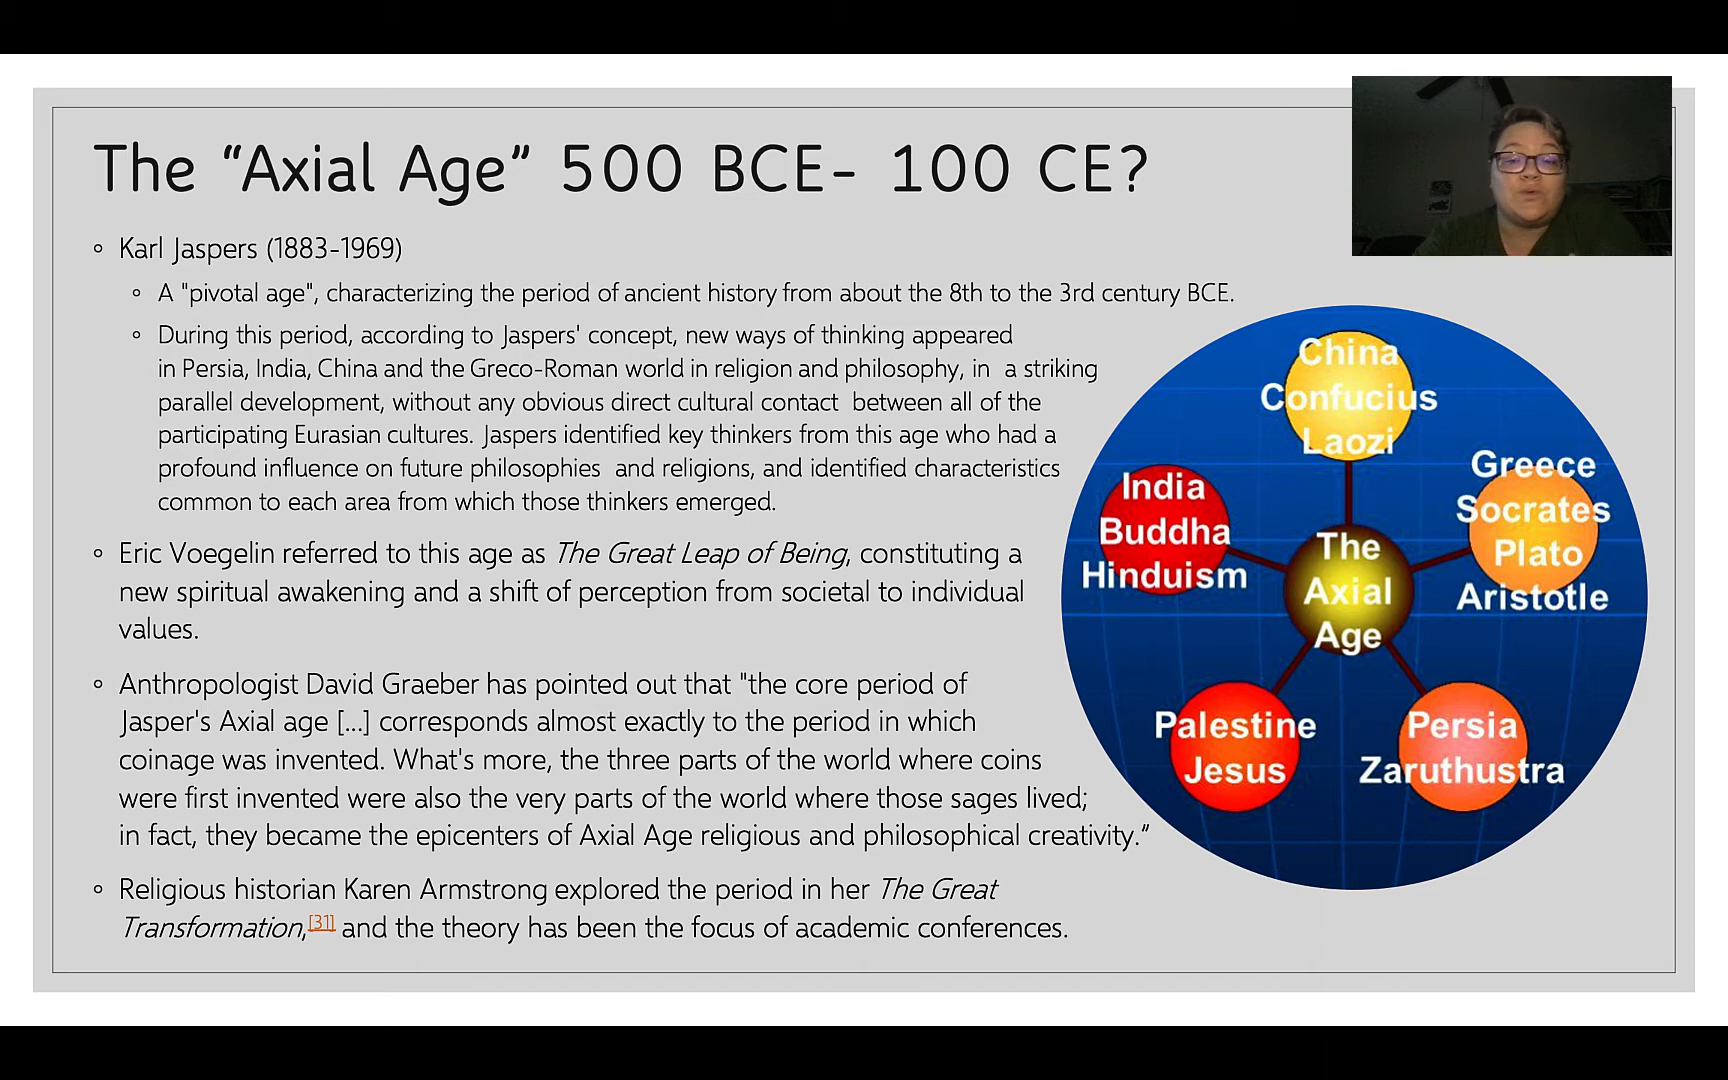 The “Axial Age” 500 BCE- 100 CE?
Karl Jaspers (1883-1969)
A "pivotal age", characterizing the period of ancient history from about the 8th to the 3rd century BCE.
During this period, according to Jaspers' concept, new ways of thinking appeared
in Persia, India, China and the Greco-Roman world in religion and philosophy, in a striking
parallel development, without any obvious direct cultural contact between all of the
participating Eurasian cultures. Jaspers identified key thinkers from this age who had a
profound influence on future philosophies and religions, and identified characteristics
common to each area from which those thinkers emerged.
Eric Voegelin referred to this age as The Great Leap of Being, constituting a
new spiritual awakening and a shift of perception from societal to individual
values.
Anthropologist David Graeber has pointed out that "the core period of
Jasper's Axial age [...] corresponds almost exactly to the period in which
coinage was invented. What's more, the three parts of the world where coins
were first invented were also the very parts of the world where those sages lived;
in fact, they became the epicenters of Axial Age religious and philosophical creativity.”
Religious historian Karen Armstrong explored the period in her The Great
Transformation,[31] and the theory has been the focus of academic conferences.
China
Confucius
Laozi
India
Buddha
Hinduism
Greece
Socrates
Plato
Aristotle
The
Axial
Age
Palestine
Jesus
Persia
Zaruthustra